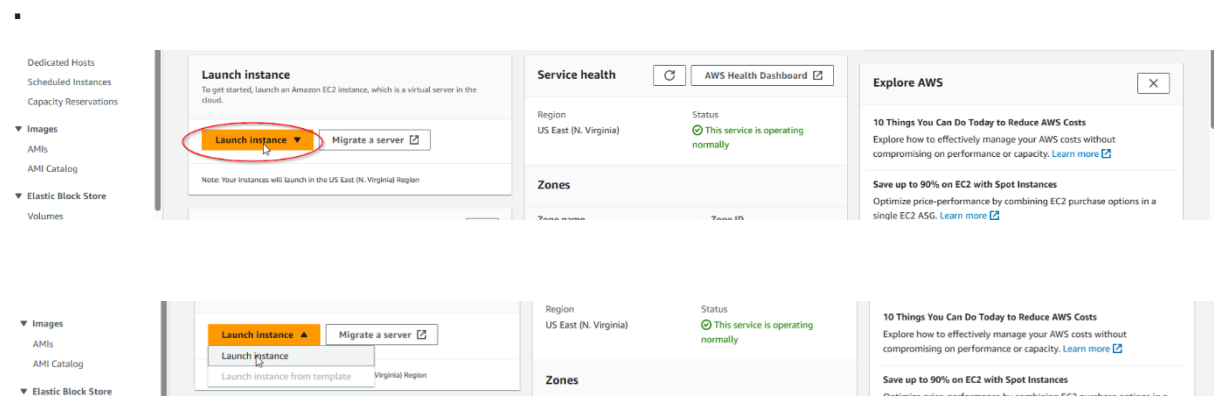 Dedicated Hosts
Scheduled Instances
Capacity Reservations
Images
AMIs
AMI Catalog
Elastic Block Store
Volumes
Launch instance
To get started, launch an Amazon EC2 instance, which is a virtual server in the
cloud.
Launch instance
Migrate a server
Note: Your instances will launch in the US East (N. Virginia) Region
Service health
AWS Health Dashboard
Region
US East (N. Virginia)
Status
This service is operating
normally
Zones
Zone name
Zone ID
Explore AWS
10 Things You Can Do Today to Reduce AWS Costs
Explore how to effectively manage your AWS costs without
compromising on performance or capacity. Learn more
Save up to 90% on EC2 with Spot Instances
Optimize price-performance by combining EC2 purchase options in a
single EC2 ASG. Learn more
Images
AMIs
AMI Catalog
Elastic Block Store
Launch instance
Migrate a server
Launch instance
Launch instance from template
Virginia) Region
Region
US East (N. Virginia)
Status
This service is operating
normally
Zones
10 Things You Can Do Today to Reduce AWS Costs
Explore how to effectively manage your AWS costs without
compromising on performance or capacity. Learn more
Save up to 90% on EC2 with Spot Instances
Optimize price-performance by combining EC2 purchase options in a